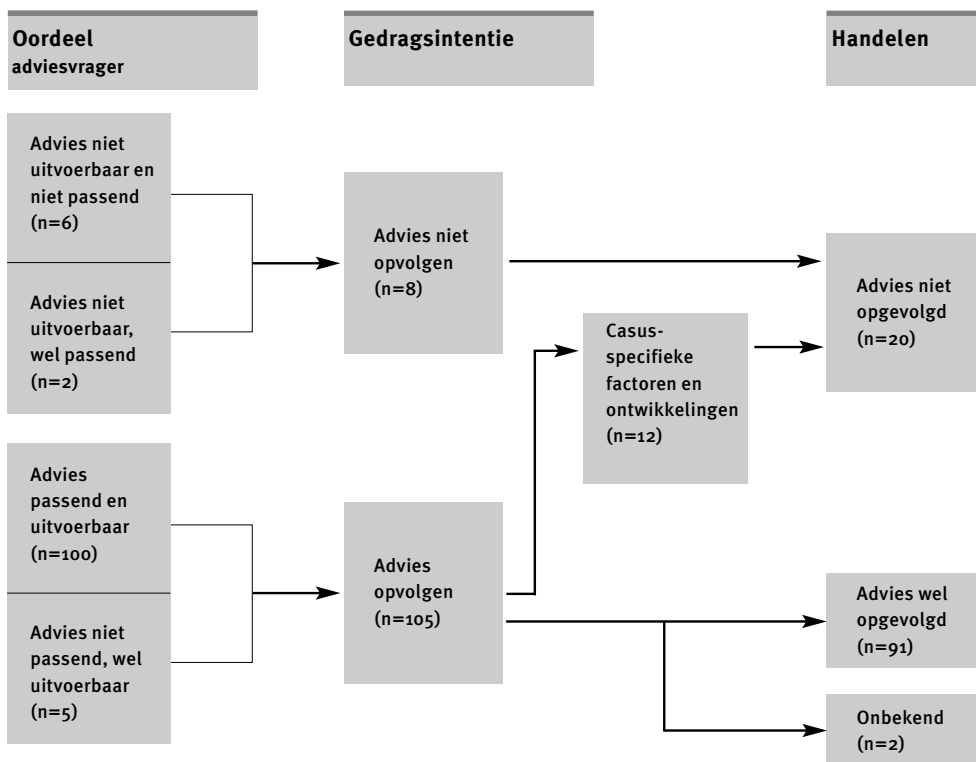 Oordeel
adviesvrager
Gedragsintentie
Handelen
Advies niet
uitvoerbaar en
niet passend
(n=6)
Advies niet
uitvoerbaar,
wel passend
(n=2)
Advies niet
opvolgen
(n=8)
Casus-
specifieke
factoren en
ontwikkelingen
(n=12)
Advies niet
opgevolgd
(n=20)
Advies
passend en
uitvoerbaar
(n=100)
Advies niet
passend, wel
uitvoerbaar
(n=5)
Advies
opvolgen
(n=105)
Advies wel
opgevolgd
(n=91)
Onbekend
(n=2)